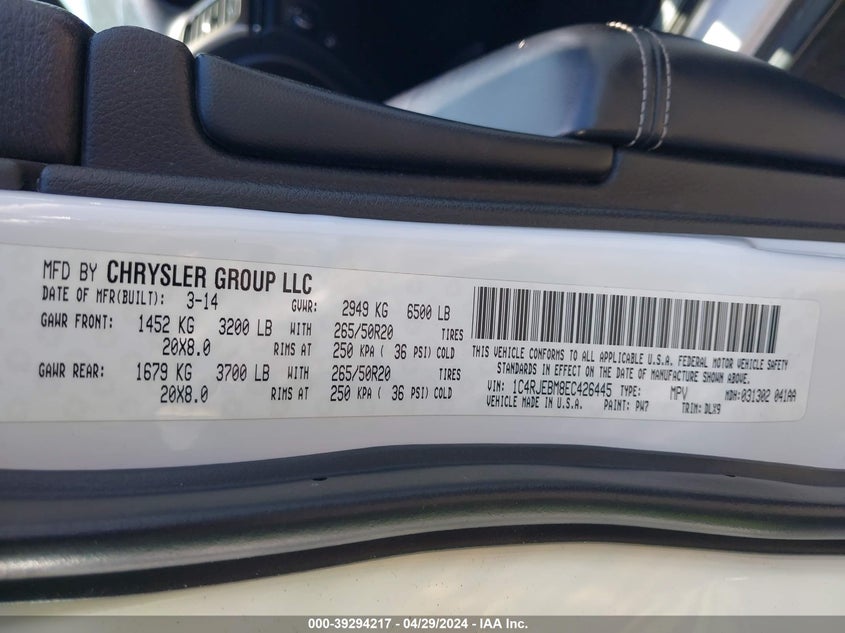 MFD BY CHRYSLER GROUP LLC
DATE OF MFR(BUILT): 3-14 GVWR: 2949 KG 6500 LB
GAWR FRONT: 1452 KG 3200 LB WITH 265/50R20 TIRES
20X8.0 RIMS AT 250 KPA ( 36 PSI) COLD
GAWR REAR: 1679 KG 3700 LB WITH 265/50R20 TIRES
20X8.0 RIMS AT 250 KPA ( 36 PSI) COLD
THIS VEHICLE CONFORMS TO ALL APPLICABLE U.S.A. FEDERAL MOTOR VEHICLE SAFETY
STANDARDS IN EFFECT ON THE DATE OF MANUFACTURE SHOWN ABOVE.
VIN: 1C4RJEBM8EC426445 TYPE: MPV MDH:031302 041AA
VEHICLE MADE IN U.S.A. PAINT: PW7 TRIM: DLX9
000-39294217 - 04/29/2024 - IAA Inc.